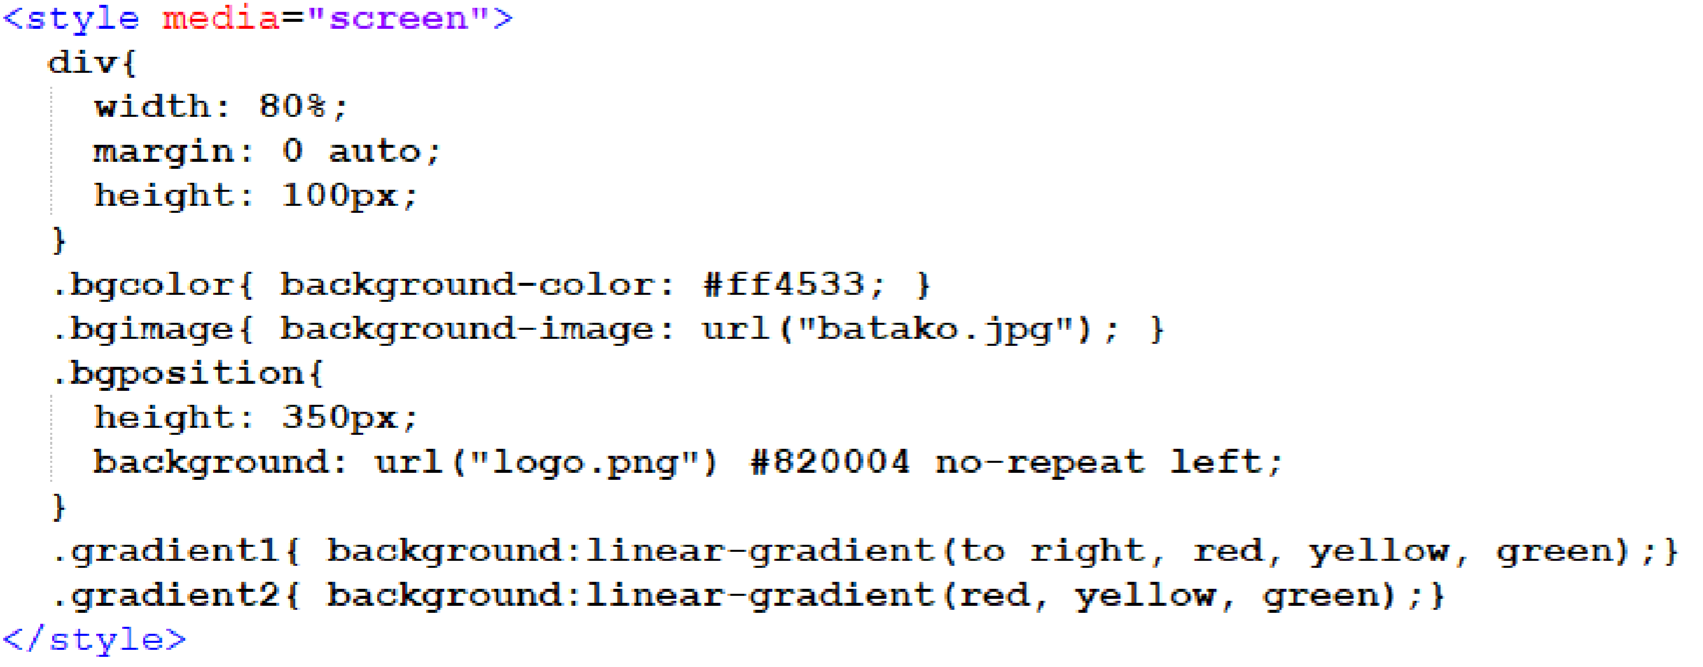 <style media="screen">
  div{
    width: 80%;
    margin: 0 auto;
    height: 100px;
  }
  .bgcolor{ background-color: #ff4533; }
  .bgimage{ background-image: url("batako.jpg"); }
  .bgposition{
    height: 350px;
    background: url("logo.png") #820004 no-repeat left;
  }
  .gradient1{ background:linear-gradient(to right, red, yellow, green);}
  .gradient2{ background:linear-gradient(red, yellow, green);}
</style>